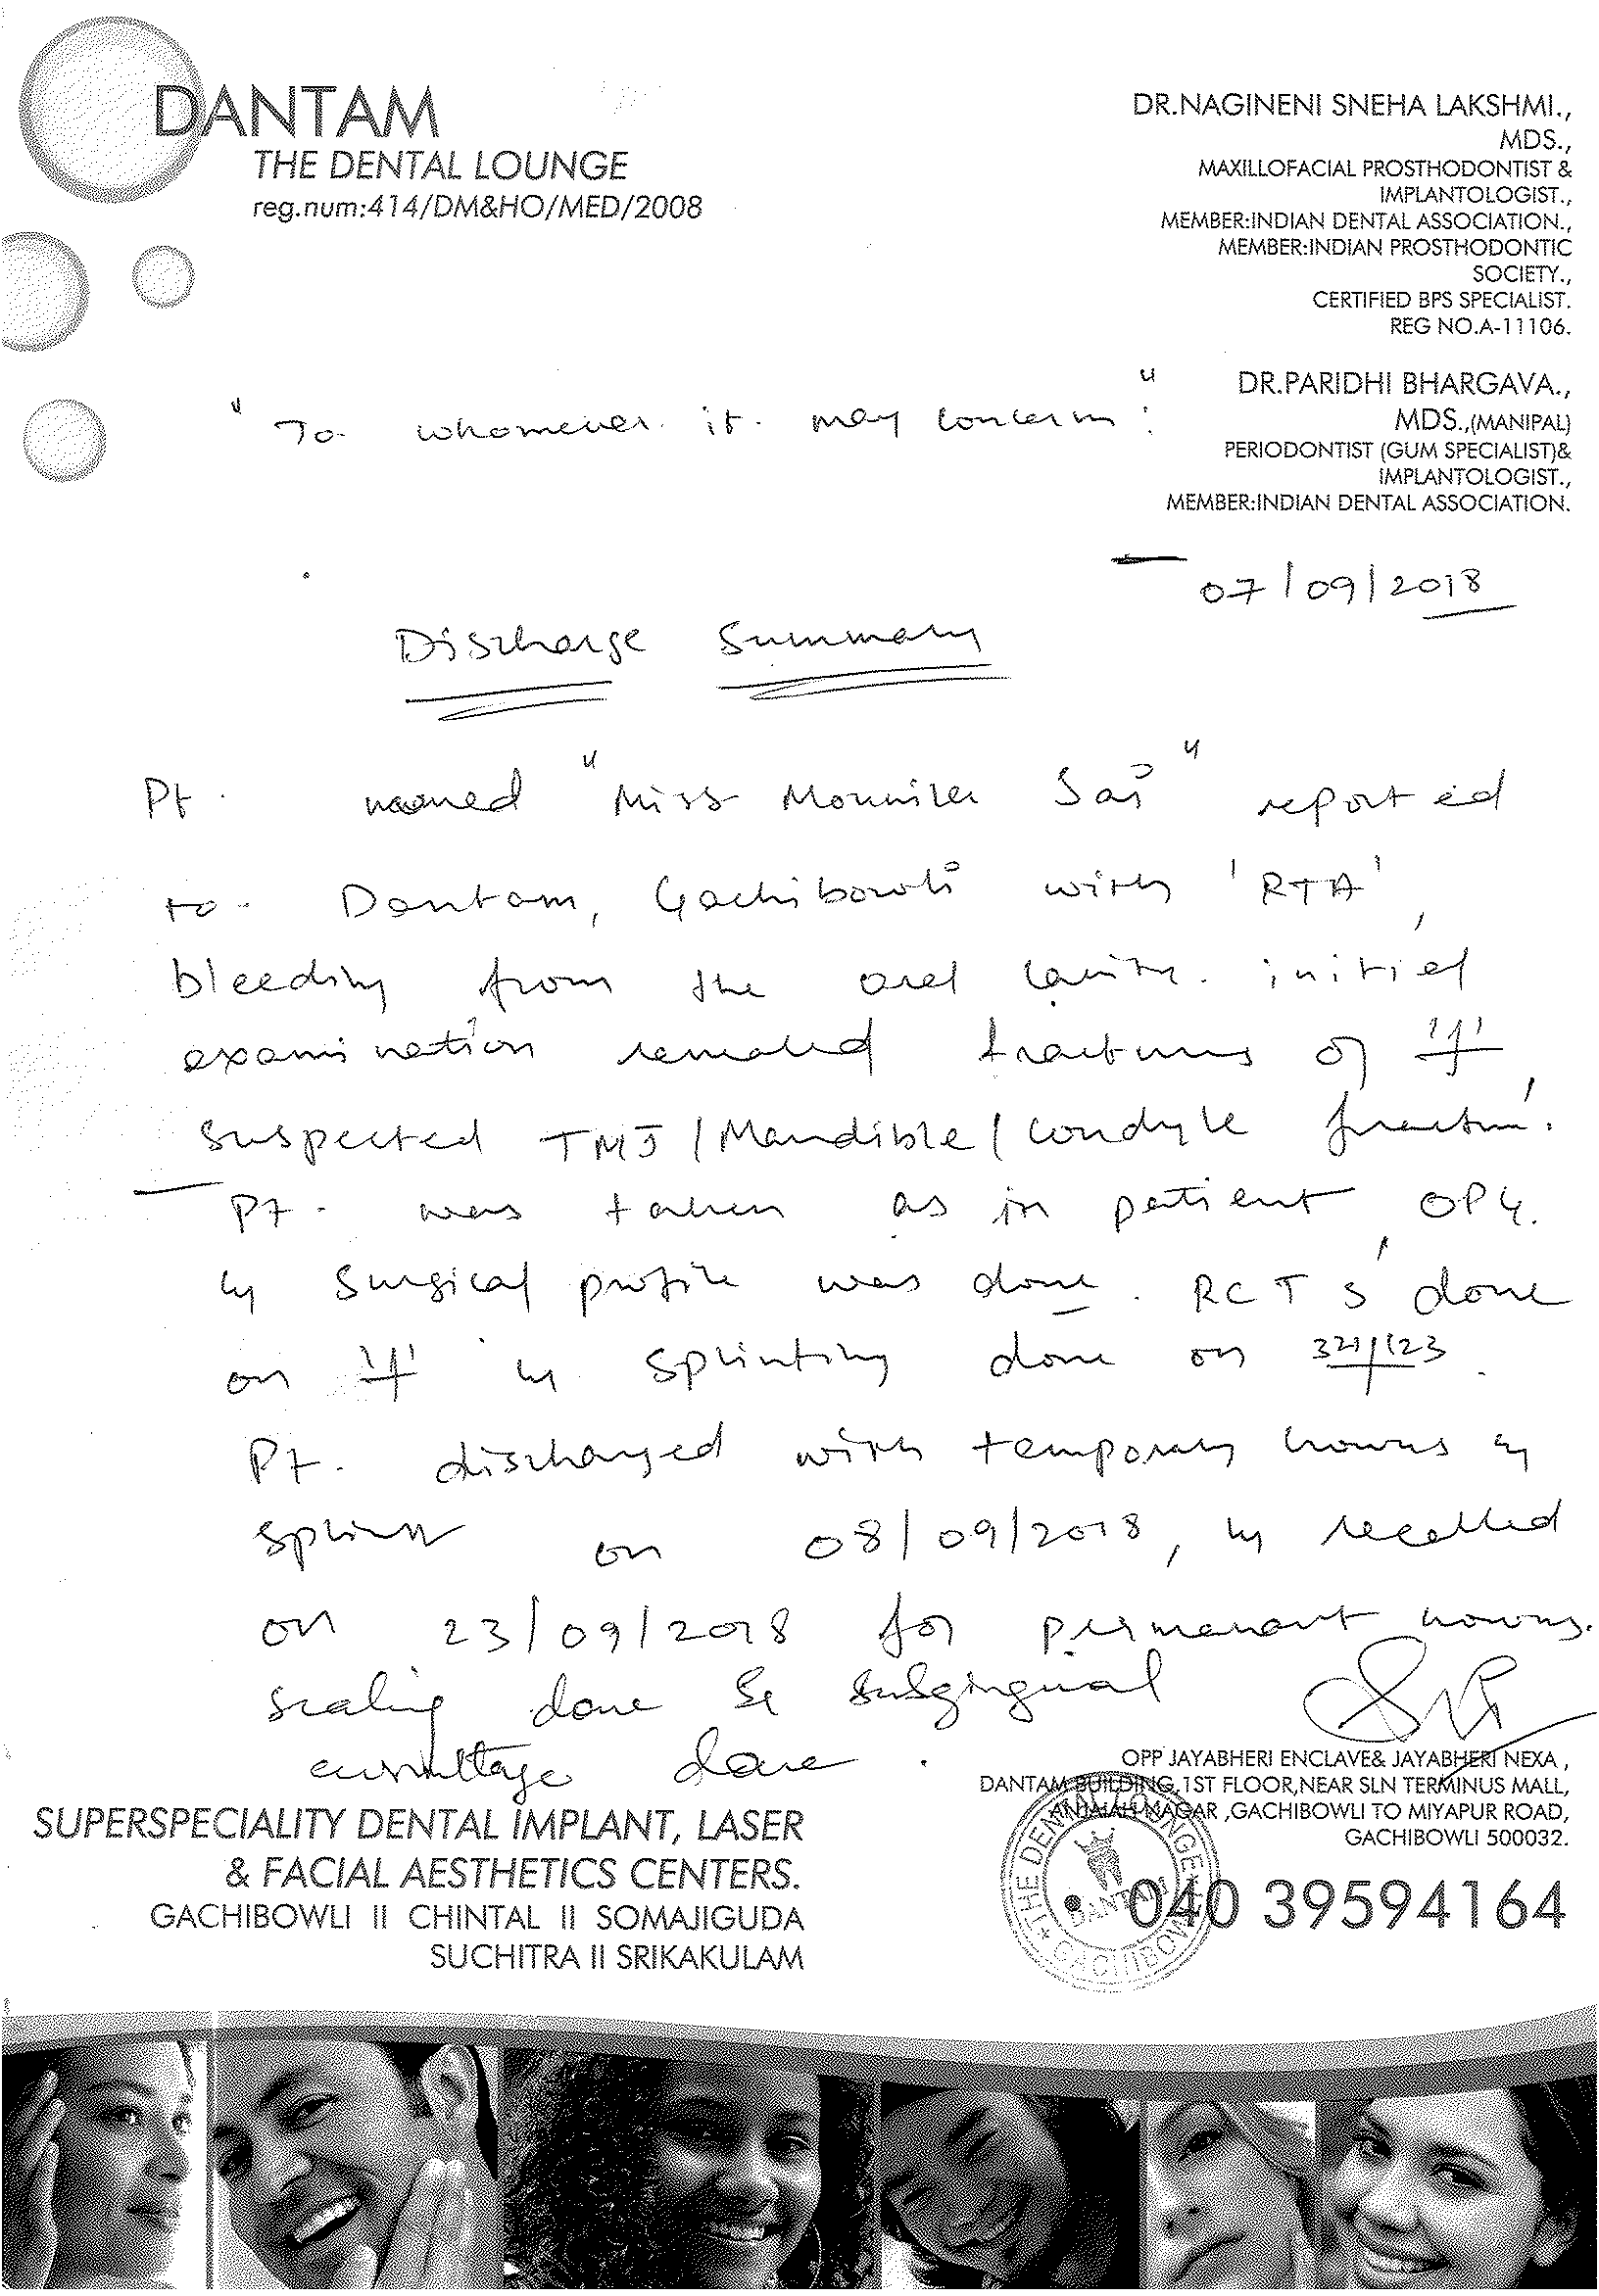 DANTAM
THE DENTAL LOUNGE
reg.num:414/DM&HO/MED/2008
DR.NAGINENI SNEHA LAKSHMI.,
MDS.,
MAXILLOFACIAL PROSTHODONTIST &
IMPLANTOLOGIST.,
MEMBER:INDIAN DENTAL ASSOCIATION.,
MEMBER:INDIAN PROSTHODONTIC
SOCIETY.,
CERTIFIED BPS SPECIALIST.
REG NO.A-11106.
DR.PARIDHI BHARGAVA.,
MDS.,(MANIPAL)
PERIODONTIST (GUM SPECIALIST)&
IMPLANTOLOGIST.,
MEMBER:INDIAN DENTAL ASSOCIATION.
"To whomever it may concern"
07/09/2018
Discharge Summary
Pt. named "Miss Mounika Sai" reported
to Dantam, Gachibowli with 'RTA',
bleeding from the oral cavity. initial
examination revealed fractures of 1/1
suspected TMJ/Mandible/Condyle fracture.
Pt. was taken as in patient, OPG.
& Surgical profile was done. RCT's done
on 1/1 & splinting done on 321/123.
Pt. discharged with temporary crowns &
splint on 08/09/2018, & recalled
on 23/09/2018 for permanant crowns.
scaling done & subgingival
done.
OPP JAYABHERI ENCLAVE& JAYABHERI NEXA ,
DANTAM BUILDING,1ST FLOOR,NEAR SLN TERMINUS MALL,
ANJAIAH NAGAR ,GACHIBOWLI TO MIYAPUR ROAD,
GACHIBOWLI 500032.
040 39594164
SUPERSPECIALITY DENTAL IMPLANT, LASER
& FACIAL AESTHETICS CENTERS.
GACHIBOWLI II CHINTAL II SOMAJIGUDA
SUCHITRA II SRIKAKULAM
THE DENTAL LOUNGE
DANTAM
GACHIBOWLI